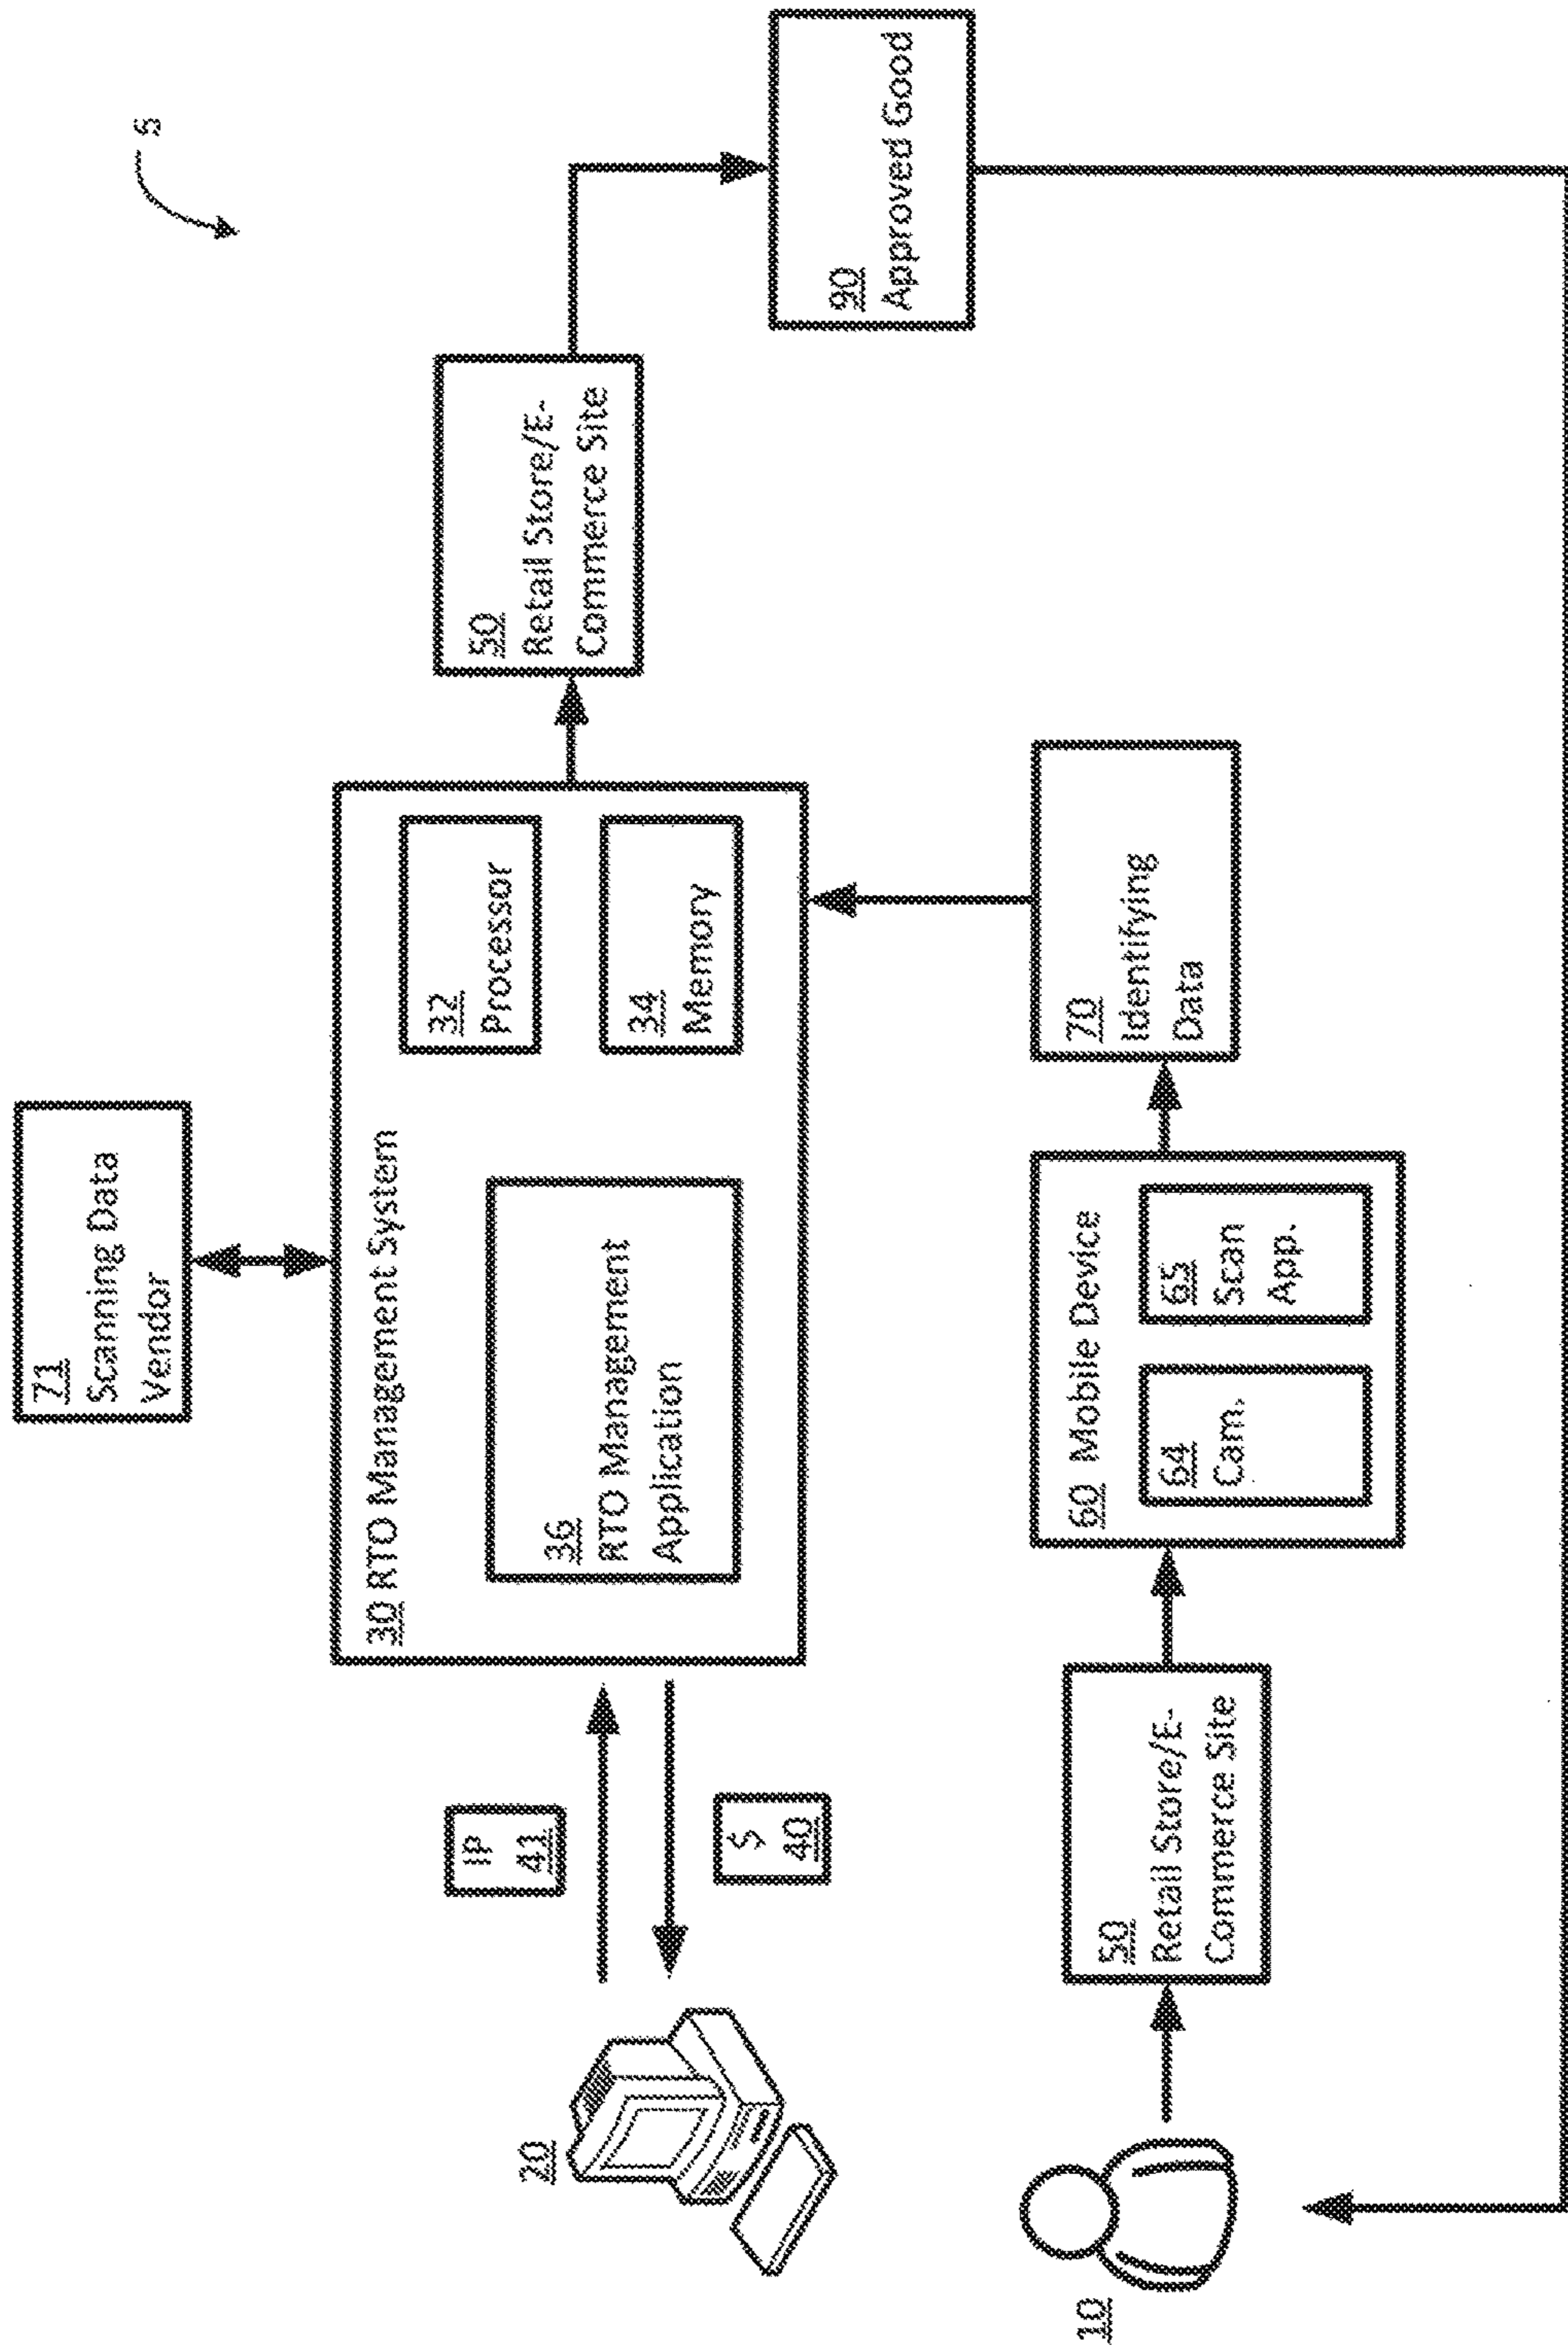 5
71
Scanning Data
Vendor
30 RTO Management System
36
RTO Management
Application
32
Processor
34
Memory
50
Retail Store/E-
Commerce Site
90
Approved Good
20
IP
41
$
40
10
50
Retail Store/E-
Commerce Site
60 Mobile Device
64
Cam.
65
Scan
App.
70
Identifying
Data